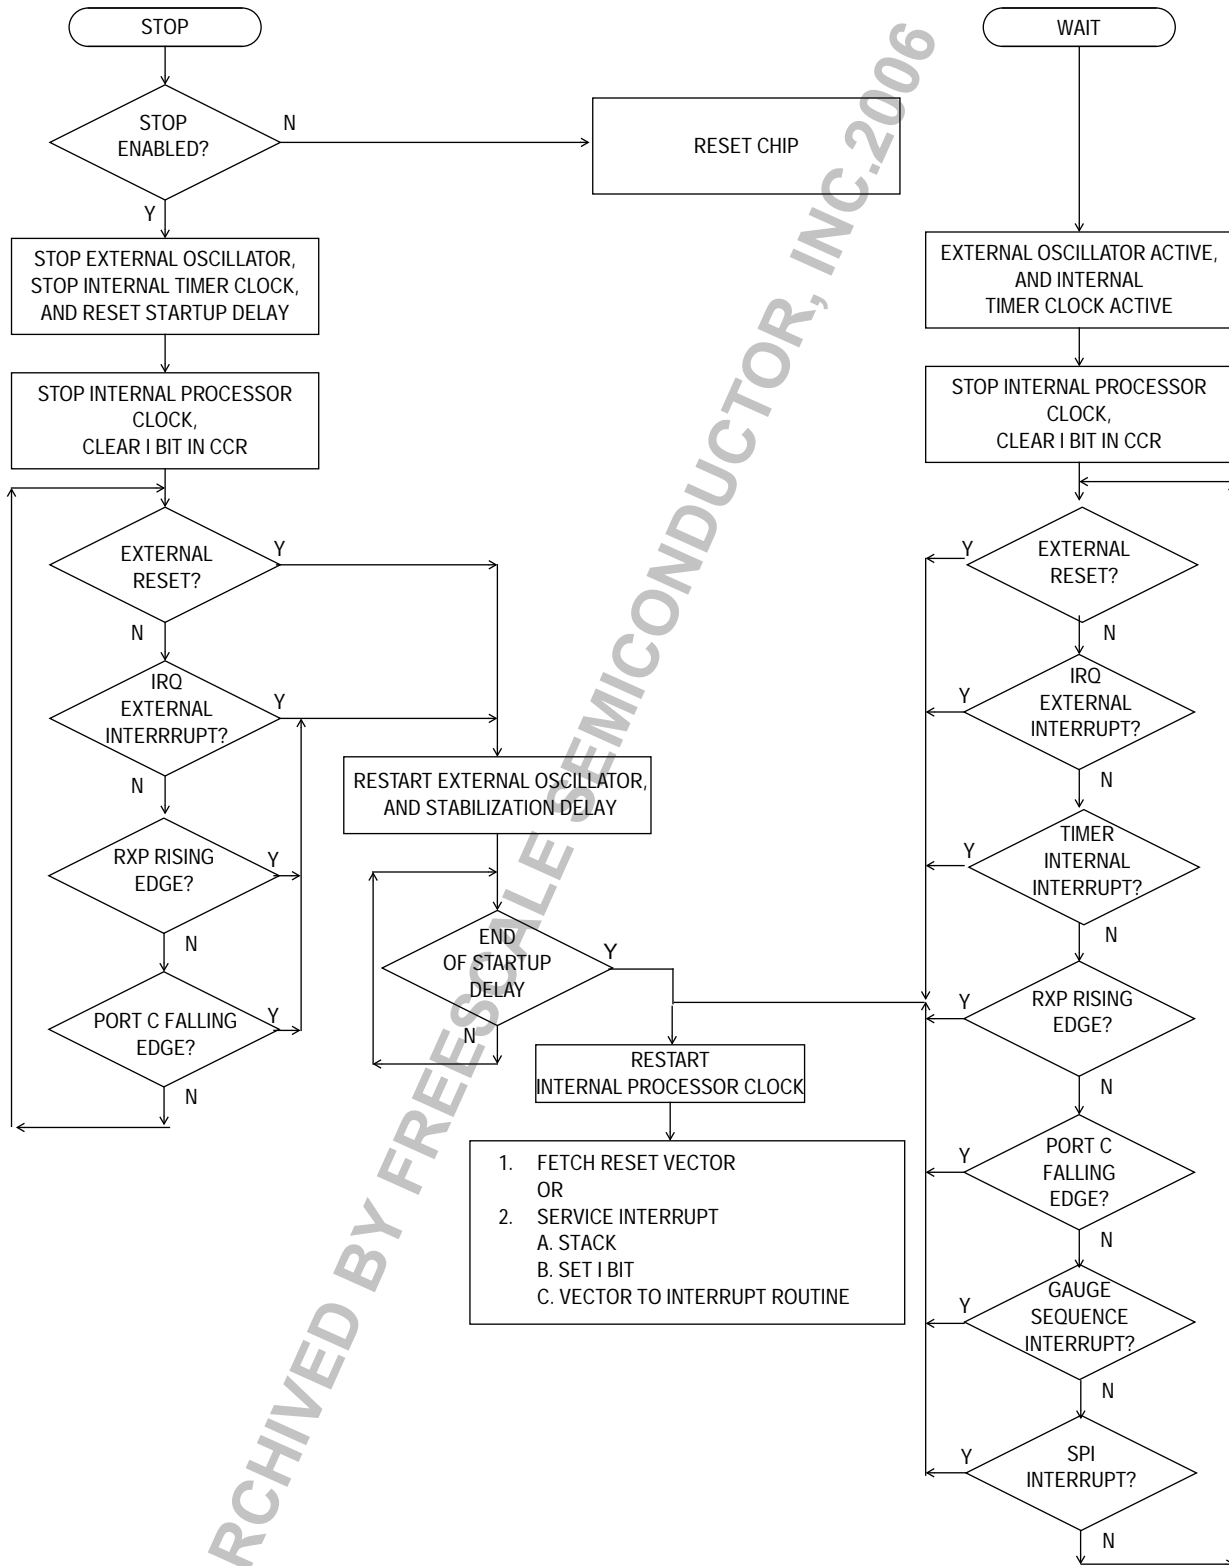 STOP
STOP
ENABLED?
N
Y
RESET CHIP
STOP EXTERNAL OSCILLATOR,
STOP INTERNAL TIMER CLOCK,
AND RESET STARTUP DELAY
STOP INTERNAL PROCESSOR
CLOCK,
CLEAR I BIT IN CCR
EXTERNAL
RESET?
Y
N
IRQ
EXTERNAL
INTERRRUPT?
Y
N
RXP RISING
EDGE?
Y
N
PORT C FALLING
EDGE?
Y
N
RESTART EXTERNAL OSCILLATOR,
AND STABILIZATION DELAY
END
OF STARTUP
DELAY
Y
N
RESTART
INTERNAL PROCESSOR CLOCK
1. FETCH RESET VECTOR
OR
2. SERVICE INTERRUPT
A. STACK
B. SET I BIT
C. VECTOR TO INTERRUPT ROUTINE
WAIT
EXTERNAL OSCILLATOR ACTIVE,
AND INTERNAL
TIMER CLOCK ACTIVE
STOP INTERNAL PROCESSOR
CLOCK,
CLEAR I BIT IN CCR
EXTERNAL
RESET?
Y
N
IRQ
EXTERNAL
INTERRUPT?
Y
N
TIMER
INTERNAL
INTERRUPT?
Y
N
RXP RISING
EDGE?
Y
N
PORT C
FALLING
EDGE?
Y
N
GAUGE
SEQUENCE
INTERRUPT?
Y
N
SPI
INTERRUPT?
Y
N
RCHIVED BY FREESCALE SEMICONDUCTOR, INC.2006